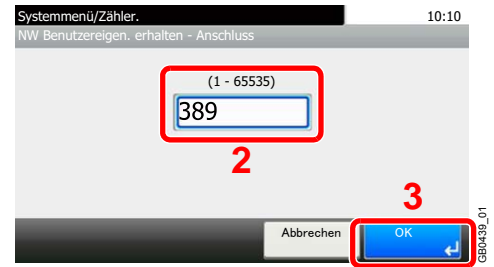 Systemmenü/Zähler.
10:10
NW Benutzereigen. erhalten - Anschluss
(1 - 65535)
389
2
3
Abbrechen
OK
GB0439_01